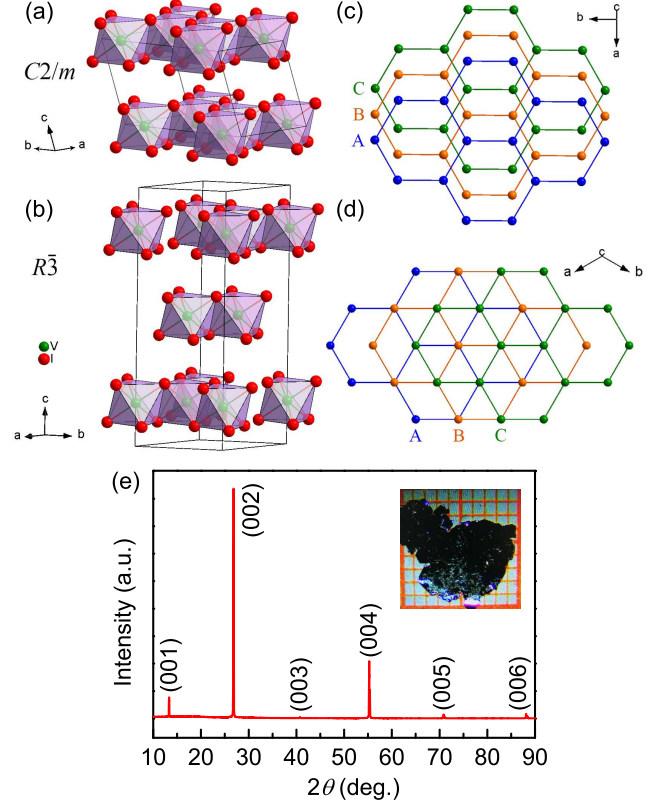 (a)
C2/m
c
b
a
(b)
R3̄
V
I
c
a
b
(c)
c
b
a
C
B
A
(d)
c
a
b
A
B
C
(e)
Intensity (a.u.)
(001)
(002)
(003)
(004)
(005)
(006)
10 20 30 40 50 60 70 80 90
2θ (deg.)